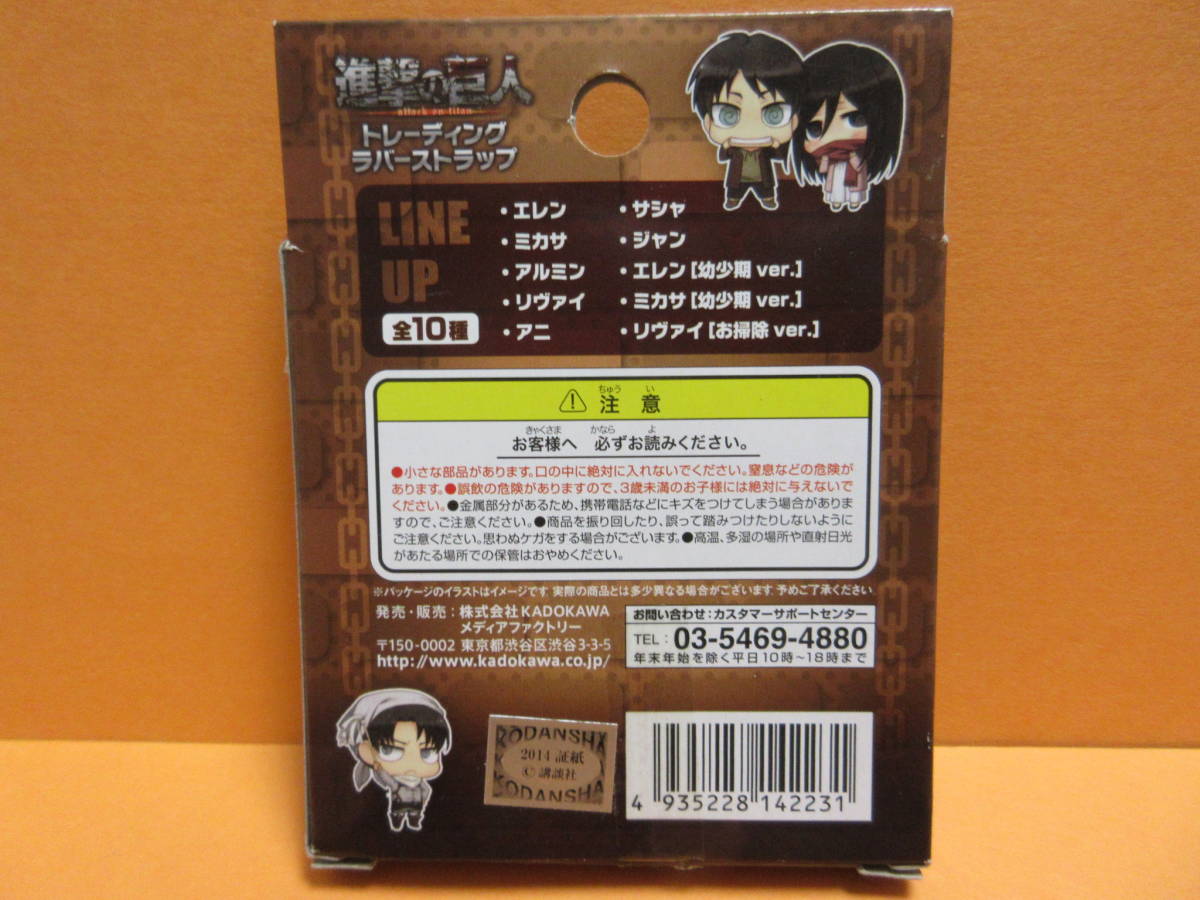 進撃の巨人
attack on titan
トレーディング
ラバーストラップ
LINE
UP
全10種
・エレン
・ミカサ
・アルミン
・リヴァイ
・アニ
・サシャ
・ジャン
・エレン[幼少期 ver.]
・ミカサ[幼少期 ver.]
・リヴァイ[お掃除 ver.]
ちゅう い
⚠ 注 意
きゃくさま かなら よ
お客様へ 必ずお読みください。
●小さな部品があります。口の中に絶対に入れないでください。窒息などの危険が
あります。●誤飲の危険がありますので、3歳未満のお子様には絶対に与えないで
ください。●金属部分があるため、携帯電話などにキズをつけてしまう場合がありま
すので、ご注意ください。●商品を振り回したり、誤って踏みつけたりしないように
ご注意ください。思わぬケガをする場合がございます。●高温、多湿の場所や直射日光
があたる場所での保管はおやめください。
※パッケージのイラストはイメージです。実際の商品とは多少異なる場合がございます。予めご了承ください。
発売・販売：株式会社KADOKAWA
メディアファクトリー
〒150-0002 東京都渋谷区渋谷3-3-5
http://www.kadokawa.co.jp/
お問い合わせ：カスタマーサポートセンター
TEL： 03-5469-4880
年末年始を除く平日10時～18時まで
KODANSHA
2014 証紙
©講談社
KODANSHA
4 935228 142231